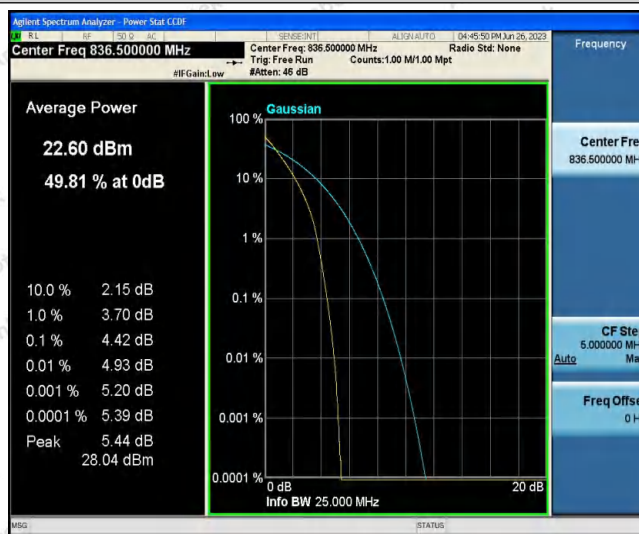 Agilent Spectrum Analyzer - Power Stat CCDF
RL RF 50 Ω AC SENSE:INT ALIGN AUTO 04:45:50 PM Jun 26, 2023
Center Freq 836.500000 MHz
Center Freq: 836.500000 MHz Radio Std: None
Trig: Free Run Counts:1.00 M/1.00 Mpt
#IFGain:Low #Atten: 46 dB
Frequency
Average Power
22.60 dBm
49.81 % at 0dB
10.0 % 2.15 dB
1.0 % 3.70 dB
0.1 % 4.42 dB
0.01 % 4.93 dB
0.001 % 5.20 dB
0.0001 % 5.39 dB
Peak 5.44 dB
28.04 dBm
Gaussian
100 %
10 %
1 %
0.1 %
0.01 %
0.001 %
0.0001 %
0 dB 20 dB
Info BW 25.000 MHz
Center Fre
836.500000 MH
CF Ste
5.000000 MH
Auto Ma
Freq Offse
0 H
MSG STATUS